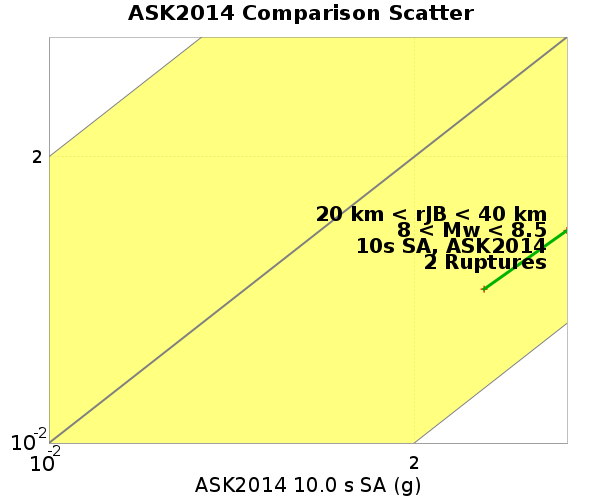 ASK2014 Comparison Scatter
2
20 km < rJB < 40 km
8 < Mw < 8.5
10s SA, ASK2014
2 Ruptures
10-2
10-2
2
ASK2014 10.0 s SA (g)